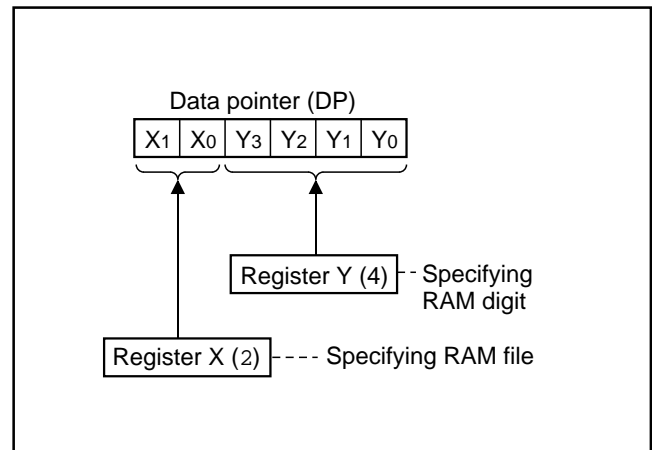 Data pointer (DP)
X1 X0 Y3 Y2 Y1 Y0
Register Y (4) Specifying
RAM digit
Register X (2) Specifying RAM file